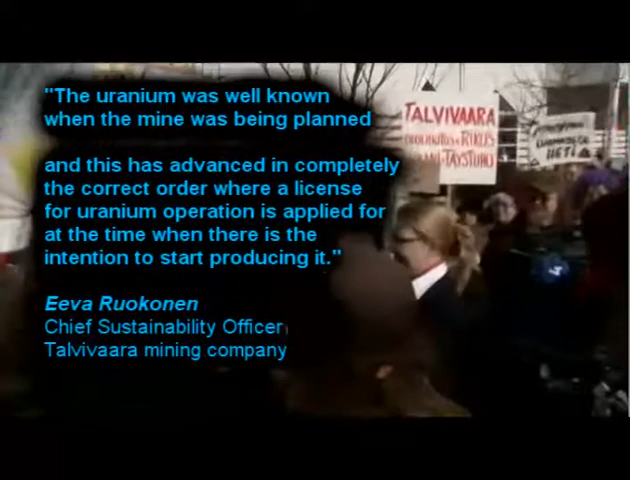 "The uranium was well known
when the mine was being planned
and this has advanced in completely
the correct order where a license
for uranium operation is applied for
at the time when there is the
intention to start producing it."
Eeva Ruokonen
Chief Sustainability Officer
Talvivaara mining company
TALVIVAARA